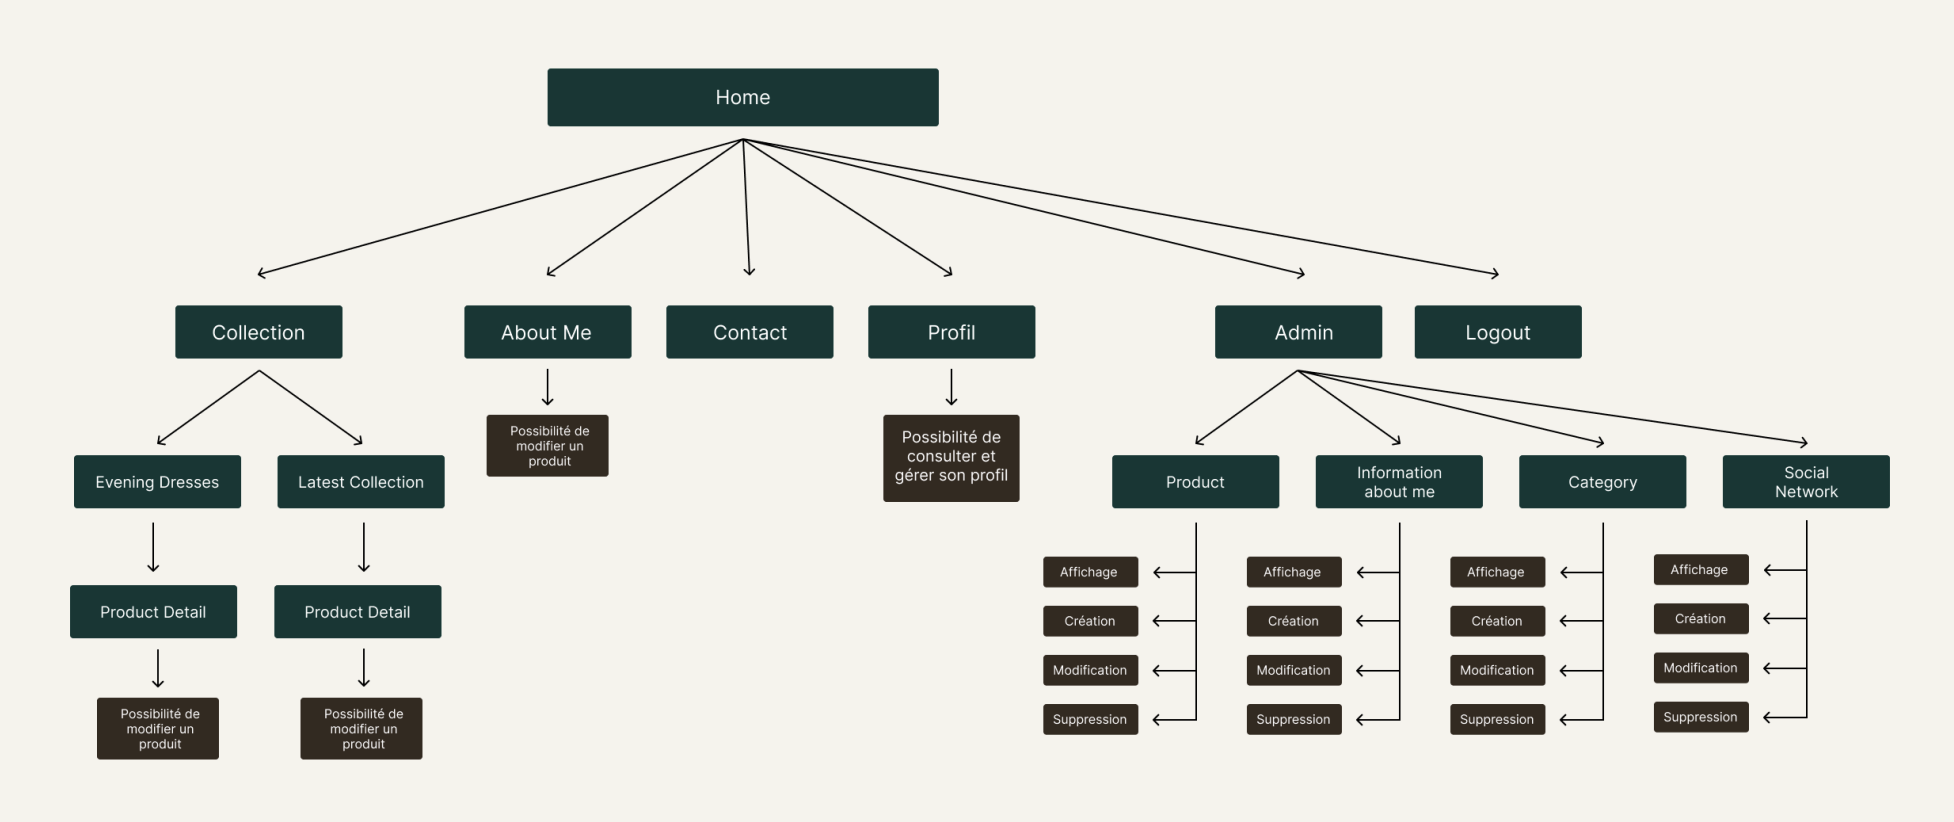 Home
Collection
About Me
Contact
Profil
Admin
Logout
Possibilité de
modifier un
produit
Possibilité de
consulter et
gérer son profil
Evening Dresses
Latest Collection
Product
Information
about me
Category
Social
Network
Product Detail
Product Detail
Possibilité de
modifier un
produit
Possibilité de
modifier un
produit
Affichage
Création
Modification
Suppression
Affichage
Création
Modification
Suppression
Affichage
Création
Modification
Suppression
Affichage
Création
Modification
Suppression